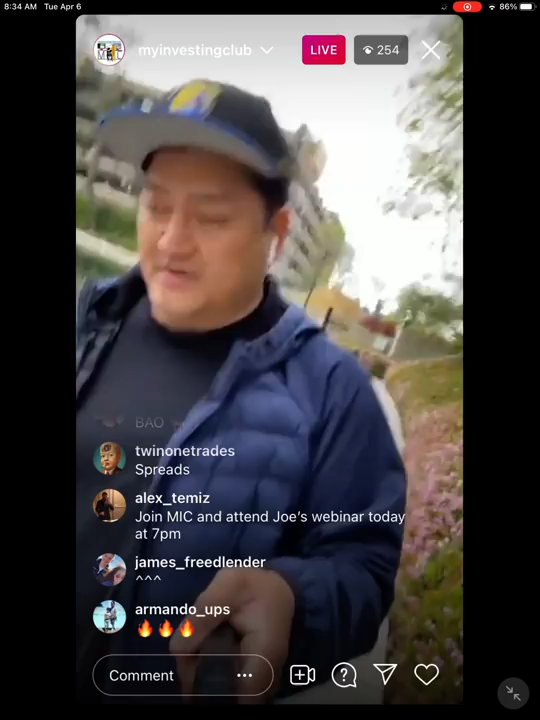 8:34 AM Tue Apr 6
86%
myinvestingclub
LIVE
254
BAO
twinonetrades
Spreads
alex_temiz
Join MIC and attend Joe’s webinar today
at 7pm
james_freedlender
^^^
armando_ups
🔥🔥🔥
Comment